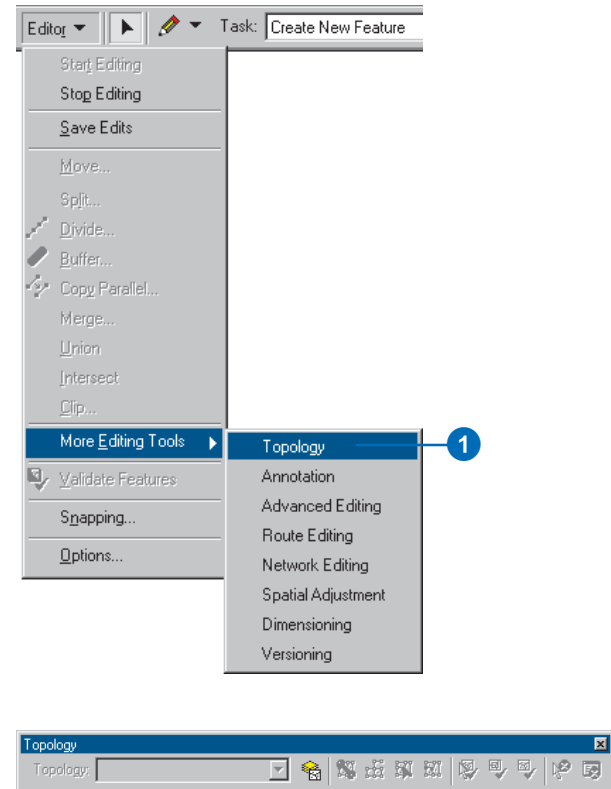 Editor Task: Create New Feature
Start Editing
Stop Editing
Save Edits
Move...
Split...
Divide...
Buffer...
Copy Parallel...
Merge...
Union
Intersect
Clip...
More Editing Tools
Topology
1
Annotation
Advanced Editing
Route Editing
Network Editing
Spatial Adjustment
Dimensioning
Versioning
Validate Features
Snapping...
Options...
Topology
Topology: